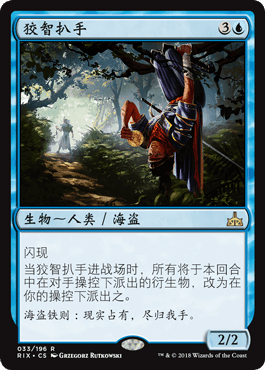 狡智扒手 3
生物~人类／海盗
闪现
当狡智扒手进战场时，所有将于本回合
中在对手操控下派出之的衍生物，改为在
你的操控下派出之。
海盗铁则：现实占有，尽归我手。
2/2
033/196 R
RIX • CS GRZEGORZ RUTKOWSKI
™ & © 2018 Wizards of the Coast